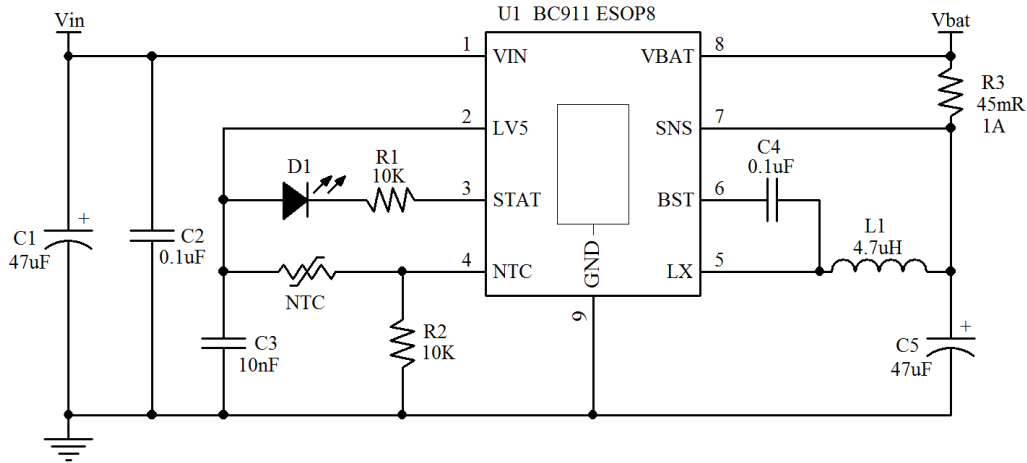 U1 BC911 ESOP8
Vin
Vbat
1
VIN
VBAT
8
R3
45mR
1A
2
LV5
SNS
7
D1
R1
10K
3
STAT
BST
6
C4
0.1uF
C1
47uF
+
C2
0.1uF
NTC
4
NTC
GND
9
LX
5
L1
4.7uH
C3
10nF
R2
10K
C5
47uF
+